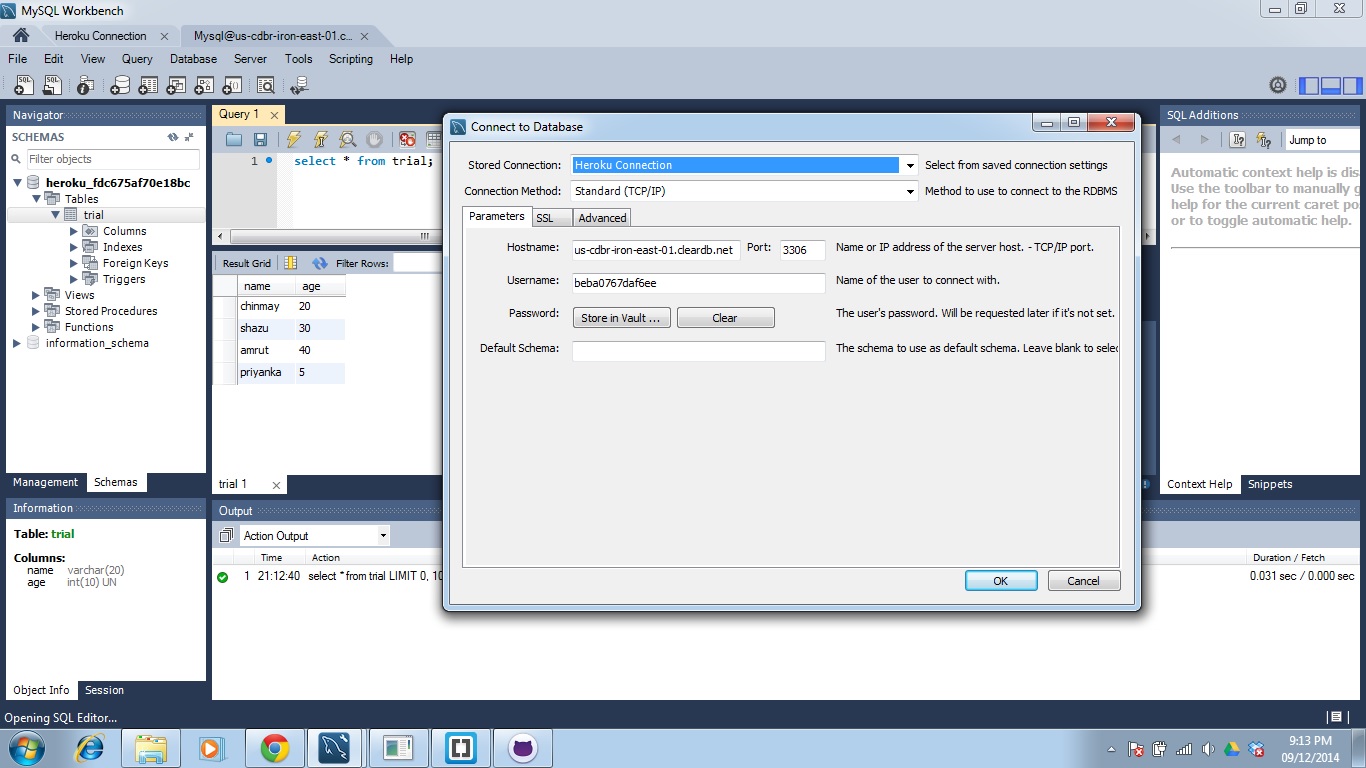 MySQL Workbench
Heroku Connection
Mysql@us-cdbr-iron-east-01.c...
File Edit View Query Database Server Tools Scripting Help
Navigator
SCHEMAS
Filter objects
heroku_fdc675af70e18bc
Tables
trial
Columns
Indexes
Foreign Keys
Triggers
Views
Stored Procedures
Functions
information_schema
Management Schemas
Information
Table: trial
Columns:
name varchar(20)
age int(10) UN
Object Info Session
Query 1
1 select * from trial;
Result Grid Filter Rows:
name age
chinmay 20
shazu 30
amrut 40
priyanka 5
trial 1
Output
Action Output
Time Action Duration / Fetch
1 21:12:40 select * from trial LIMIT 0, 10 0.031 sec / 0.000 sec
Connect to Database
Stored Connection: Heroku Connection Select from saved connection settings
Connection Method: Standard (TCP/IP) Method to use to connect to the RDBMS
Parameters SSL Advanced
Hostname: us-cdbr-iron-east-01.cleardb.net Port: 3306 Name or IP address of the server host. - TCP/IP port.
Username: beba0767daf6ee Name of the user to connect with.
Password: Store in Vault ... Clear The user's password. Will be requested later if it's not set.
Default Schema: The schema to use as default schema. Leave blank to selec
OK Cancel
SQL Additions
Jump to
Automatic context help is dis
Use the toolbar to manually g
help for the current caret po
or to toggle automatic help.
Context Help Snippets
Opening SQL Editor...
9:13 PM
09/12/2014